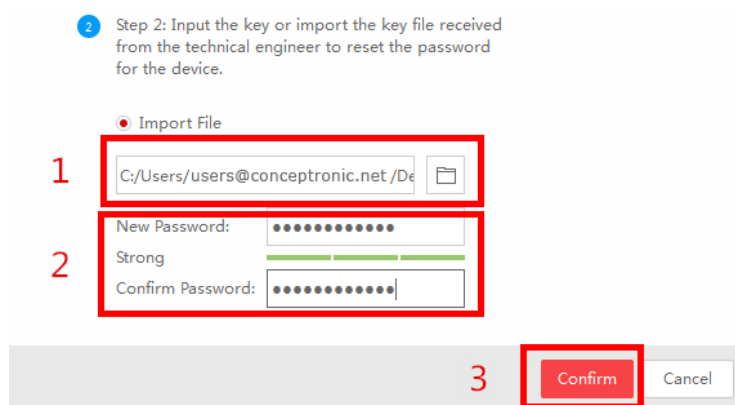 2 Step 2: Input the key or import the key file received
from the technical engineer to reset the password
for the device.
Import File
1 C:/Users/users@conceptronic.net /De
New Password: ●●●●●●●●●●●●
2 Strong
Confirm Password: ●●●●●●●●●●●●
3 Confirm Cancel